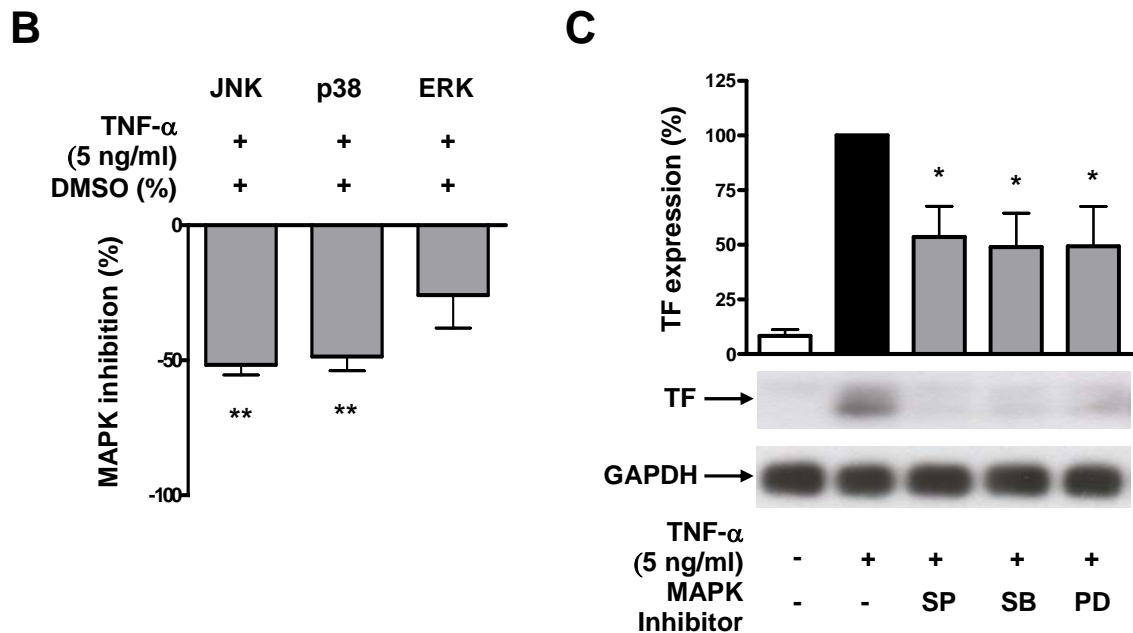 B
JNK p38 ERK
TNF-α
(5 ng/ml) + + +
DMSO (%) + + +
MAPK inhibition (%)
-0
-50
-100
**
**
C
TF expression (%)
125
100
75
50
25
0
* * *
TF
GAPDH
TNF-α
(5 ng/ml) - + + + +
MAPK
Inhibitor - - SP SB PD